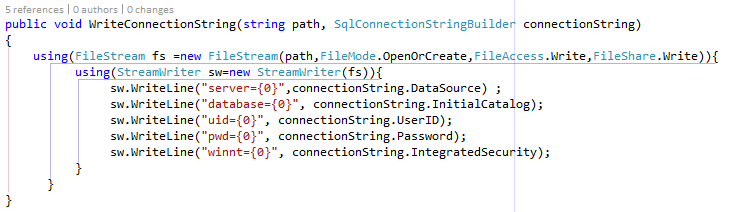 5 references | 0 authors | 0 changes
public void WriteConnectionString(string path, SqlConnectionStringBuilder connectionString)
{
    using(FileStream fs =new FileStream(path,FileMode.OpenOrCreate,FileAccess.Write,FileShare.Write)){
        using(StreamWriter sw=new StreamWriter(fs)){
            sw.WriteLine("server={0}",connectionString.DataSource) ;
            sw.WriteLine("database={0}", connectionString.InitialCatalog);
            sw.WriteLine("uid={0}", connectionString.UserID);
            sw.WriteLine("pwd={0}", connectionString.Password);
            sw.WriteLine("winnt={0}", connectionString.IntegratedSecurity);
        }
    }
}